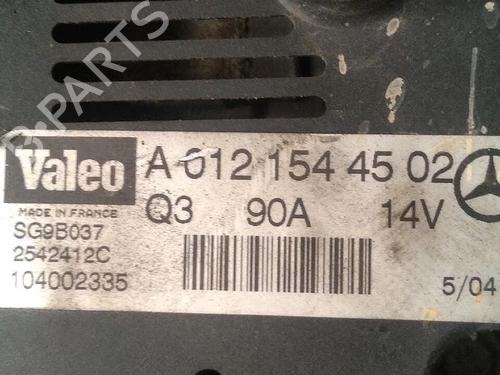 B-PARTS
Valeo
A 012 154 45 02
MADE IN FRANCE
Q3 90A 14V
SG9B037
2542412C
104002335
5/04